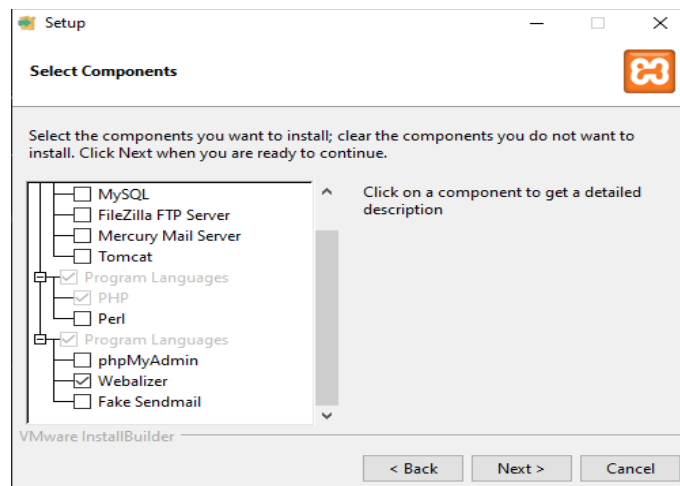 Setup
Select Components
Select the components you want to install; clear the components you do not want to
install. Click Next when you are ready to continue.
MySQL
FileZilla FTP Server
Mercury Mail Server
Tomcat
Program Languages
PHP
Perl
Program Languages
phpMyAdmin
Webalizer
Fake Sendmail
Click on a component to get a detailed
description
VMware InstallBuilder
< Back
Next >
Cancel